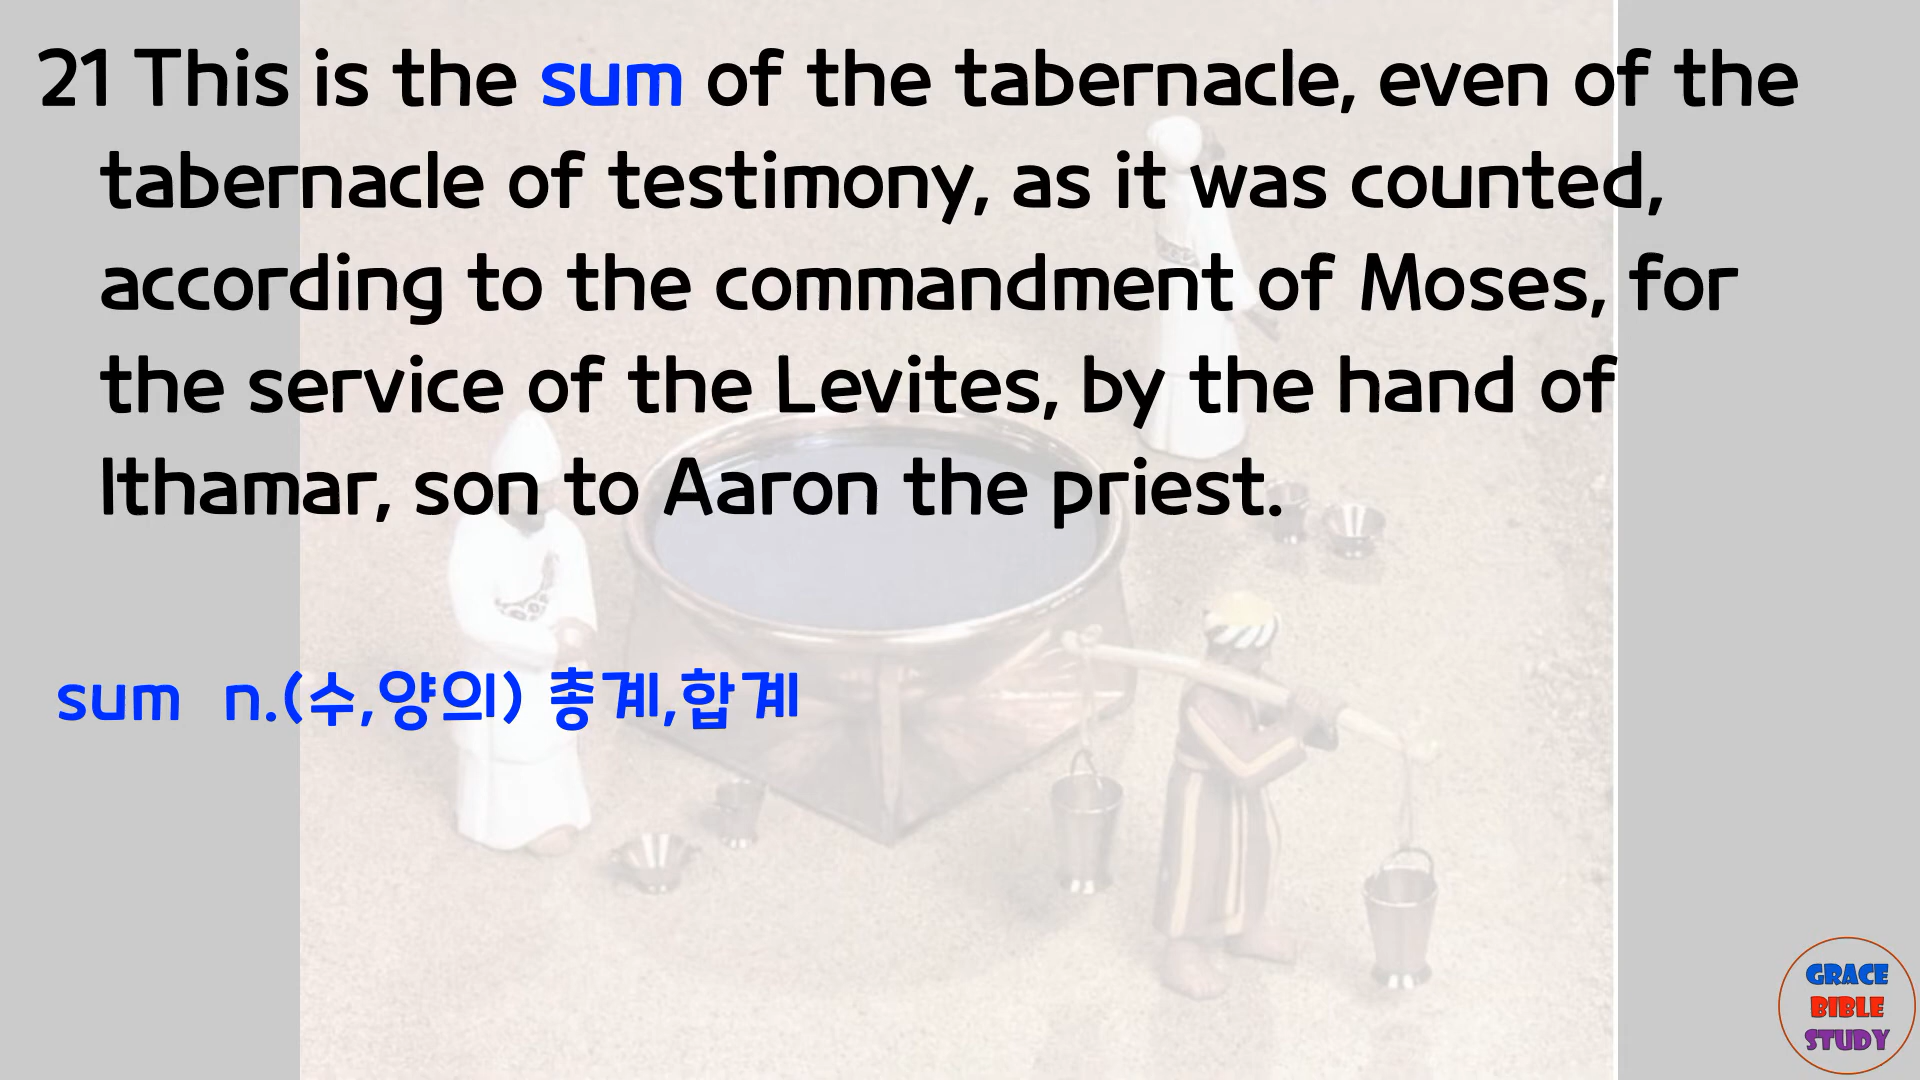 21 This is the sum of the tabernacle, even of the
tabernacle of testimony, as it was counted,
according to the commandment of Moses, for
the service of the Levites, by the hand of
Ithamar, son to Aaron the priest.
sum n.(수,양의) 총계,합계
GRACE
BIBLE
STUDY